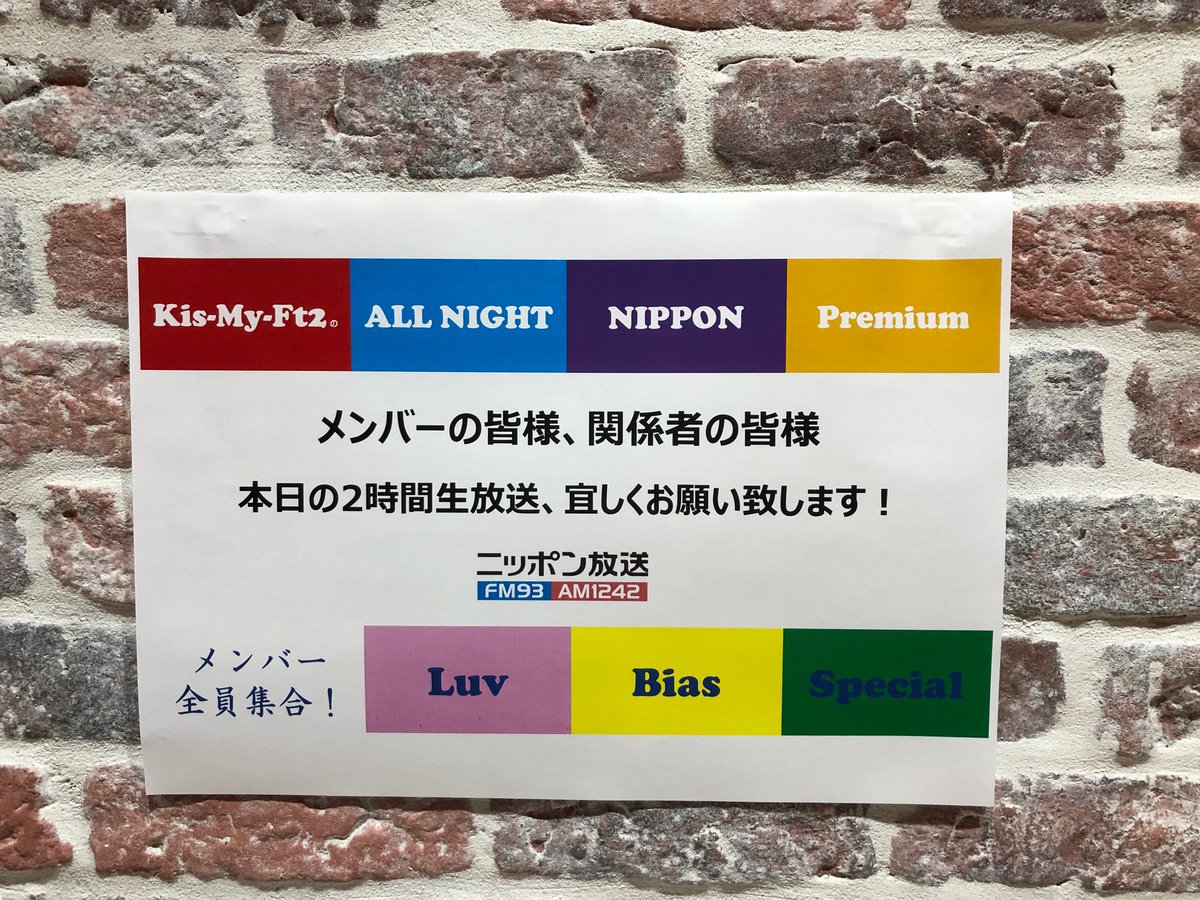 Kis-My-Ft2の ALL NIGHT NIPPON Premium
メンバーの皆様、関係者の皆様
本日の2時間生放送、宜しくお願い致します！
ニッポン放送
FM93 AM1242
メンバー
全員集合！
Luv Bias Special